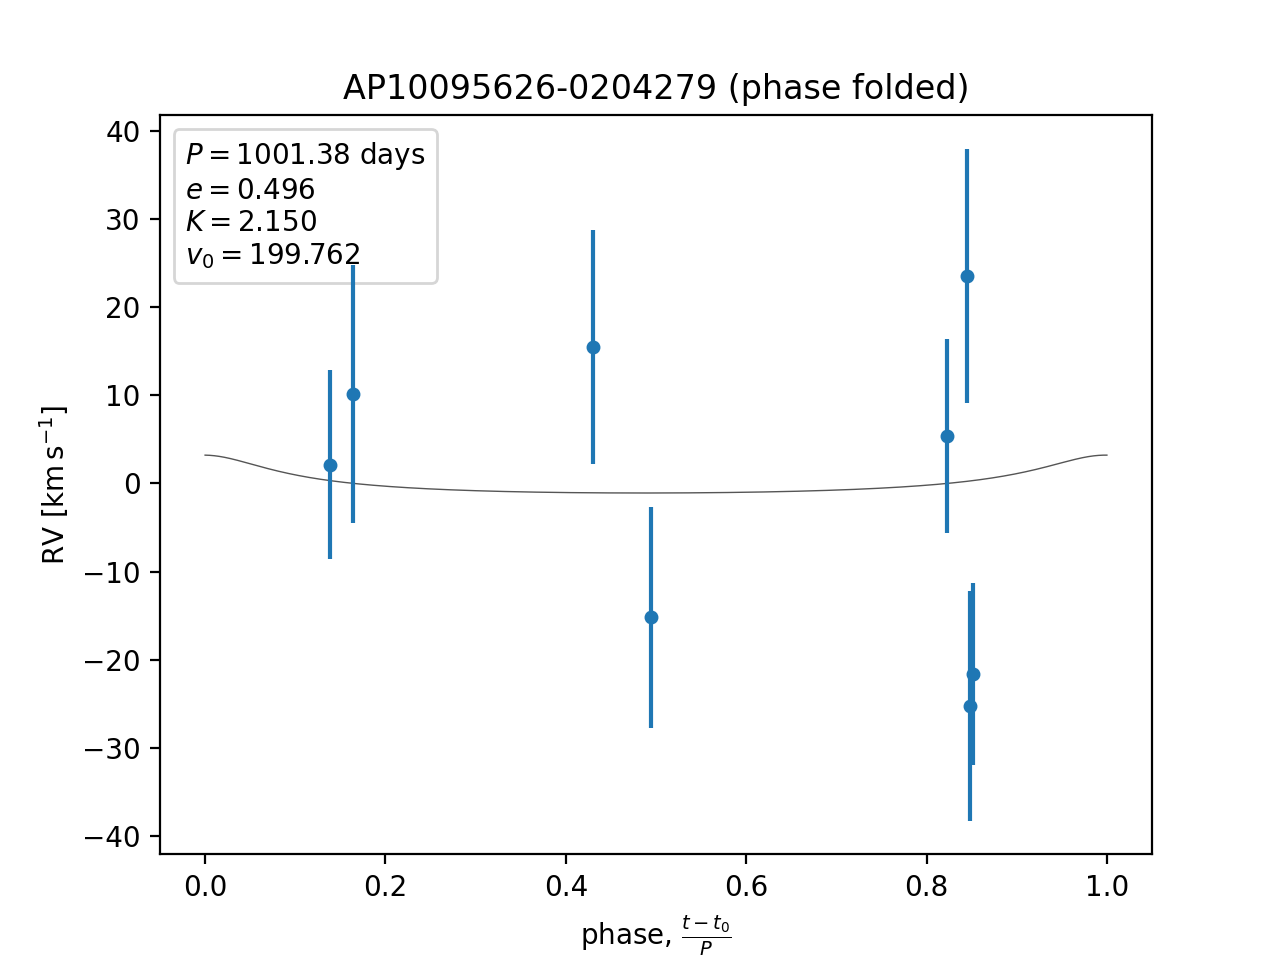 AP10095626-0204279 (phase folded)
P = 1001.38 days
e = 0.496
K = 2.150
v₀ = 199.762
RV [km s⁻¹]
40
30
20
10
0
−10
−20
−30
−40
0.0 0.2 0.4 0.6 0.8 1.0
phase, (t − t₀)/P